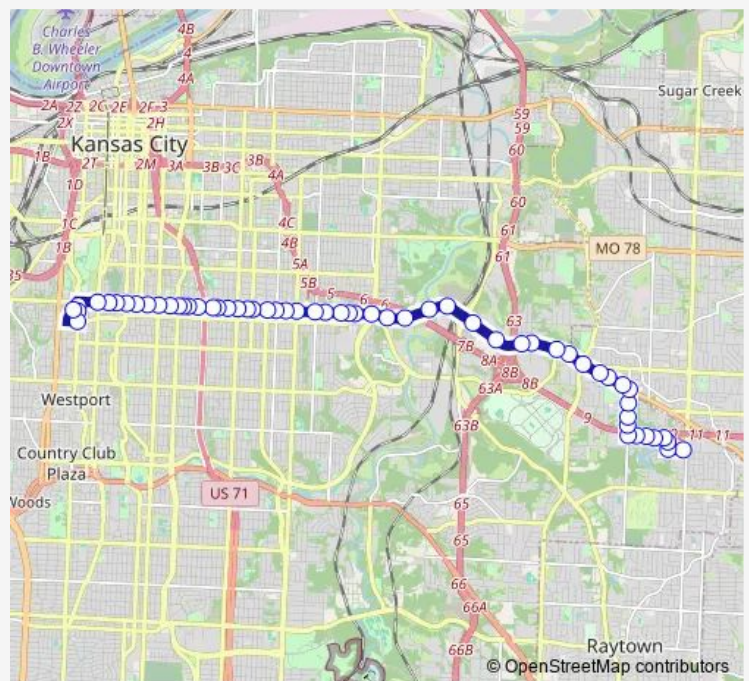 Charles
B. Wheeler
Downtown
Airport
4B
4
4A
2A
2Z
2C
2E
2F
3
2X
2H
Sugar Creek
59
59
60
Kansas City
1B
2T
2M
3A
3B
3C
3B
4A
1D
4C
60
1C
4B
61
1B
5A
61
MO 78
35
5B
5
6
6
63
7B
8A
8B
63A
8B
Westport
9
11
11
63B
Country Club
Plaza
Woods
US 71
65
65
66
66A
Raytown
66B
© OpenStreetMap contributors